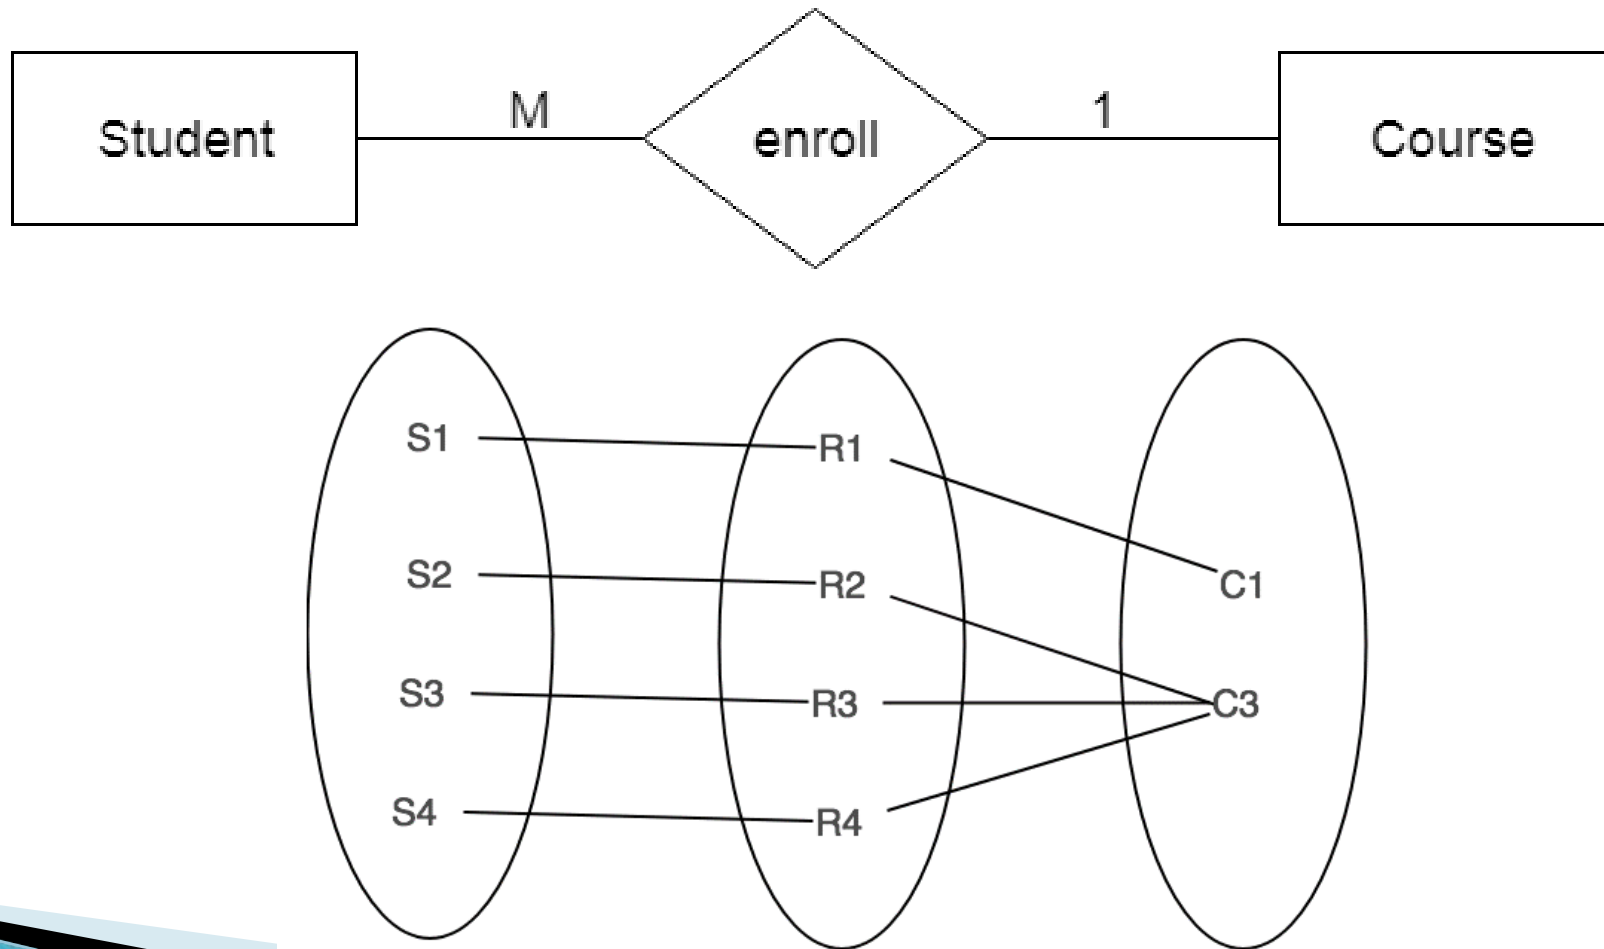 M
1
Student
enroll
Course
S1
R1
S2
R2
C1
S3
R3
C3
S4
R4